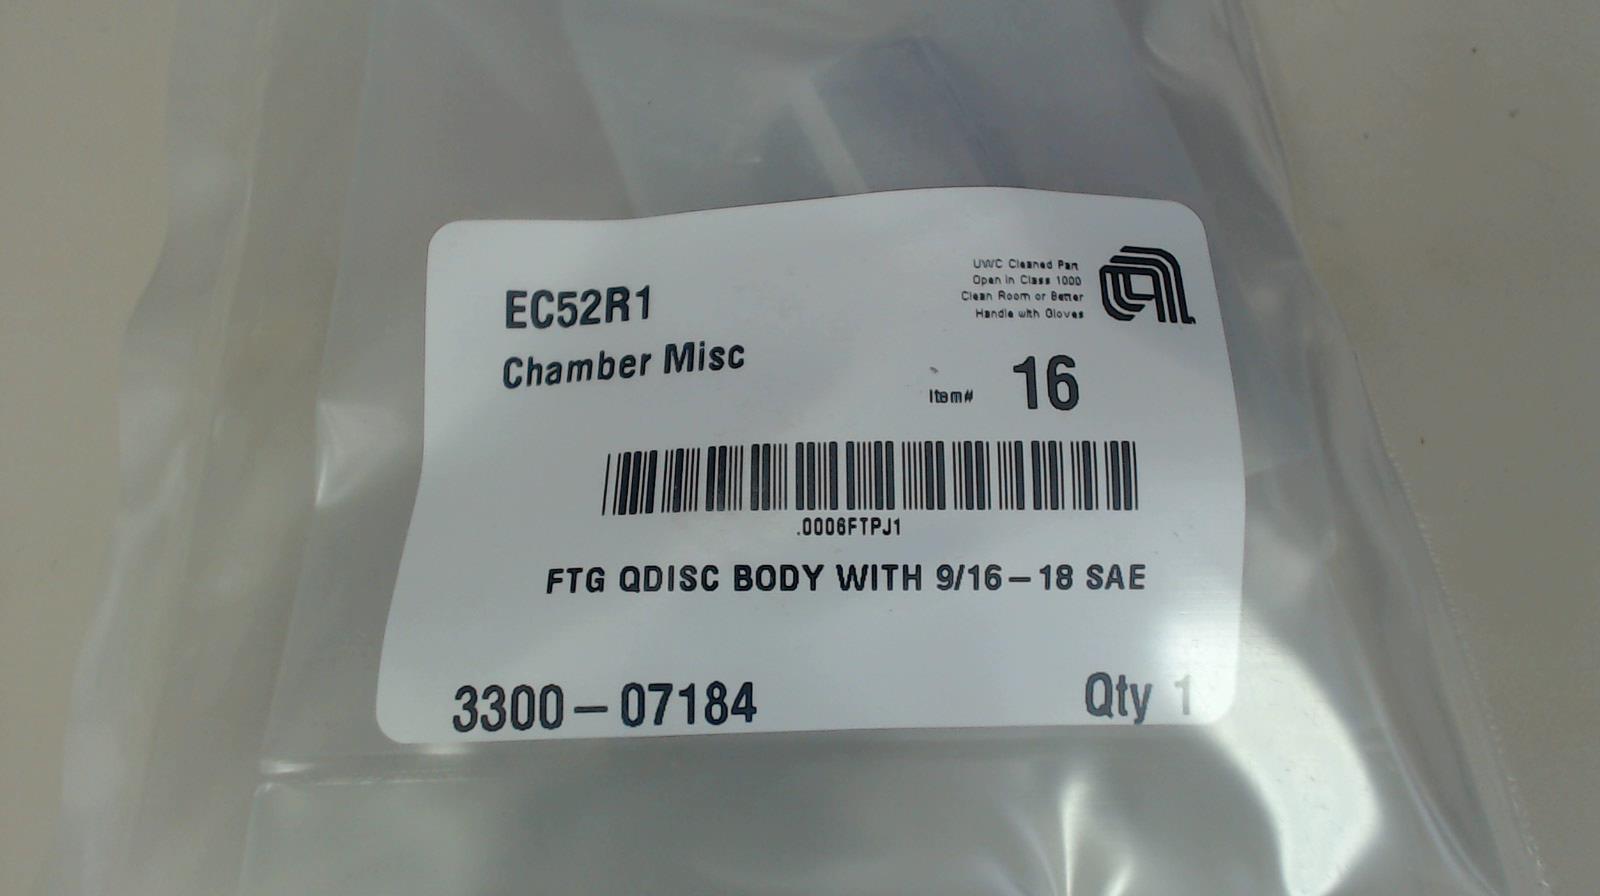 UWC Cleaned Part
Open in Class 1000
Clean Room or Better
Handle with Gloves
EC52R1
Chamber Misc
Item# 16
.0006FTPJ1
FTG QDISC BODY WITH 9/16-18 SAE
3300-07184 Qty 1